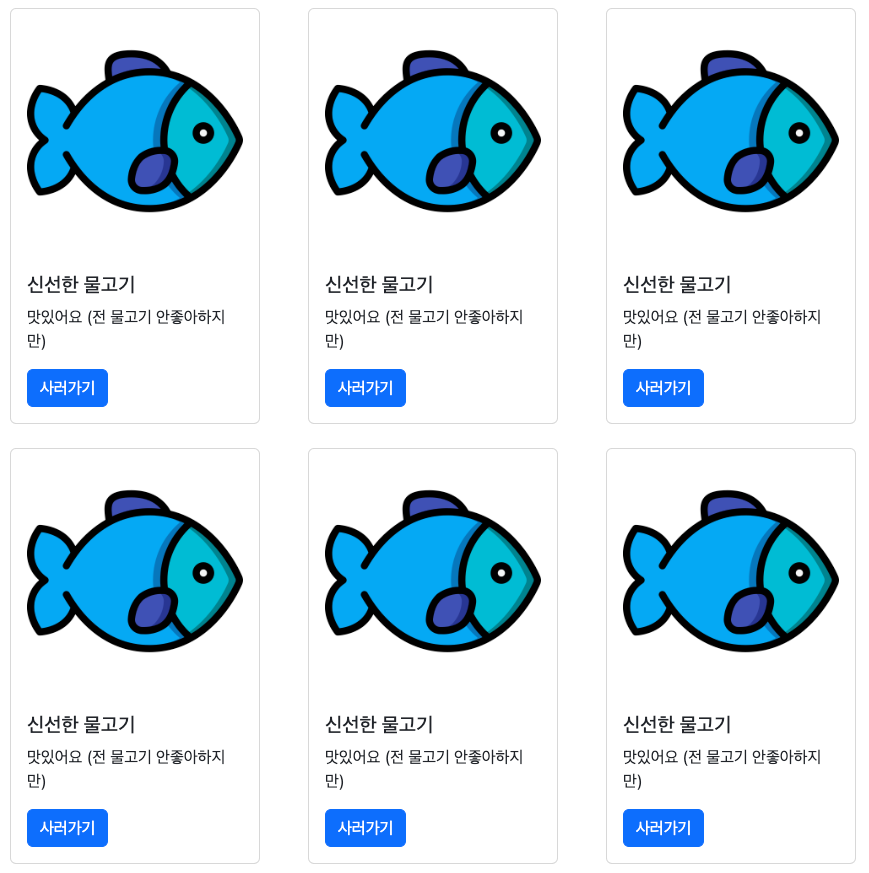 신선한 물고기
맛있어요 (전 물고기 안좋아하지
만)
사러가기
신선한 물고기
맛있어요 (전 물고기 안좋아하지
만)
사러가기
신선한 물고기
맛있어요 (전 물고기 안좋아하지
만)
사러가기
신선한 물고기
맛있어요 (전 물고기 안좋아하지
만)
사러가기
신선한 물고기
맛있어요 (전 물고기 안좋아하지
만)
사러가기
신선한 물고기
맛있어요 (전 물고기 안좋아하지
만)
사러가기